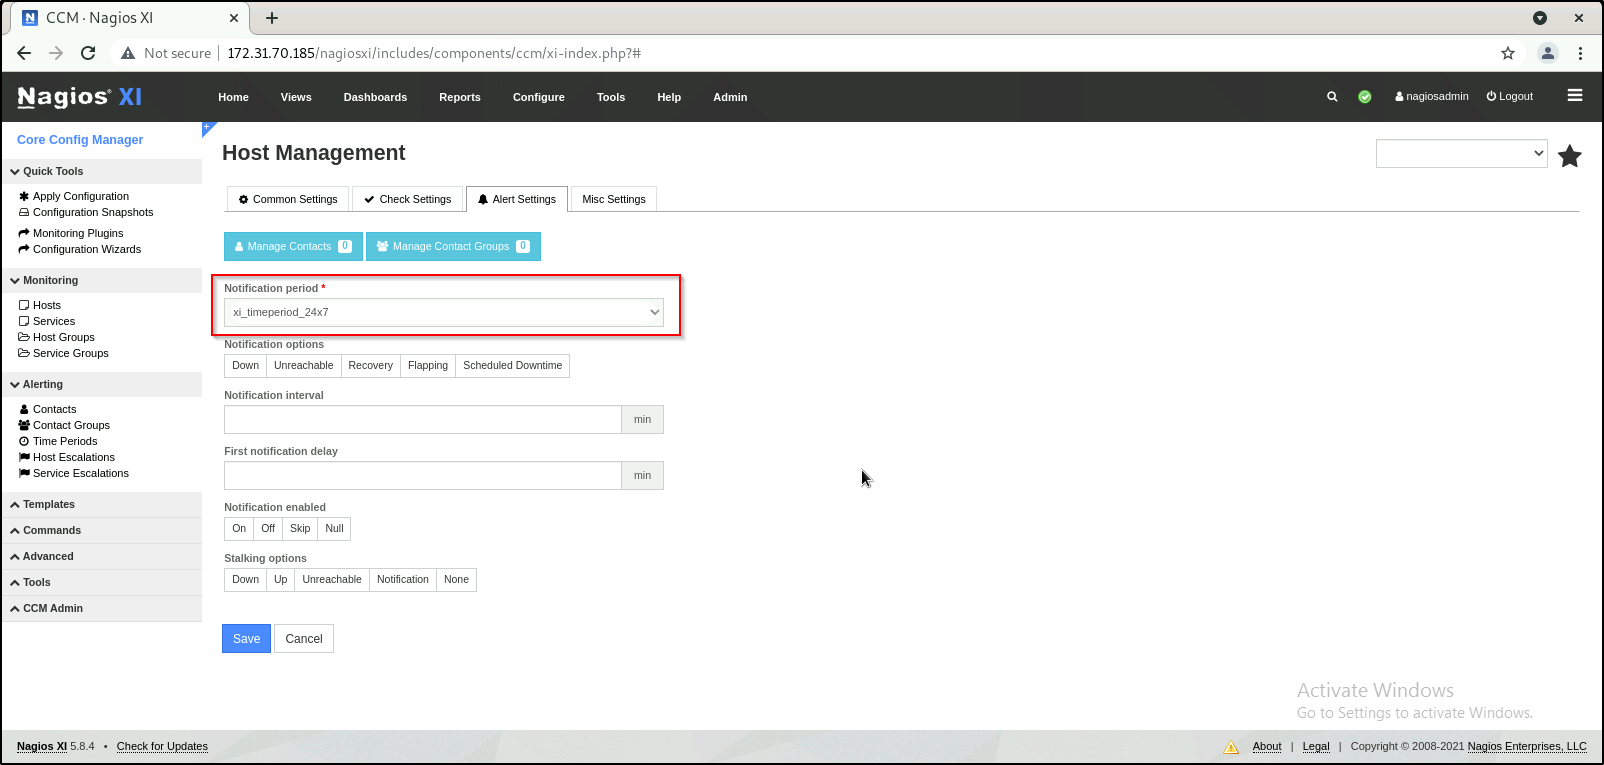 CCM · Nagios XI
Not secure 172.31.70.185/nagiosxi/includes/components/ccm/xi-index.php?#
Nagios XI Home Views Dashboards Reports Configure Tools Help Admin nagiosadmin Logout
Core Config Manager
Quick Tools
Apply Configuration
Configuration Snapshots
Monitoring Plugins
Configuration Wizards
Monitoring
Hosts
Services
Host Groups
Service Groups
Alerting
Contacts
Contact Groups
Time Periods
Host Escalations
Service Escalations
Templates
Commands
Advanced
Tools
CCM Admin
Host Management
Common Settings Check Settings Alert Settings Misc Settings
Manage Contacts 0 Manage Contact Groups 0
Notification period *
xi_timeperiod_24x7
Notification options
Down Unreachable Recovery Flapping Scheduled Downtime
Notification interval
min
First notification delay
min
Notification enabled
On Off Skip Null
Stalking options
Down Up Unreachable Notification None
Save Cancel
Activate Windows
Go to Settings to activate Windows.
Nagios XI 5.8.4 • Check for Updates About | Legal | Copyright © 2008-2021 Nagios Enterprises, LLC